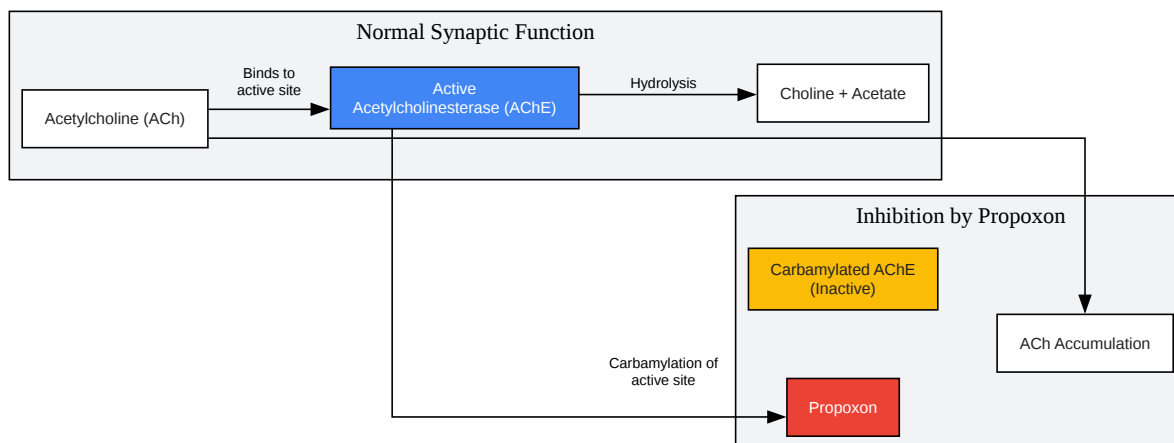 Normal Synaptic Function
Binds to
active site
Active
Acetylcholinesterase (AChE)
Hydrolysis
Choline + Acetate
Acetylcholine (ACh)
Inhibition by Propoxon
Carbamylated AChE
(Inactive)
ACh Accumulation
Carbamylation of
active site
Propoxon